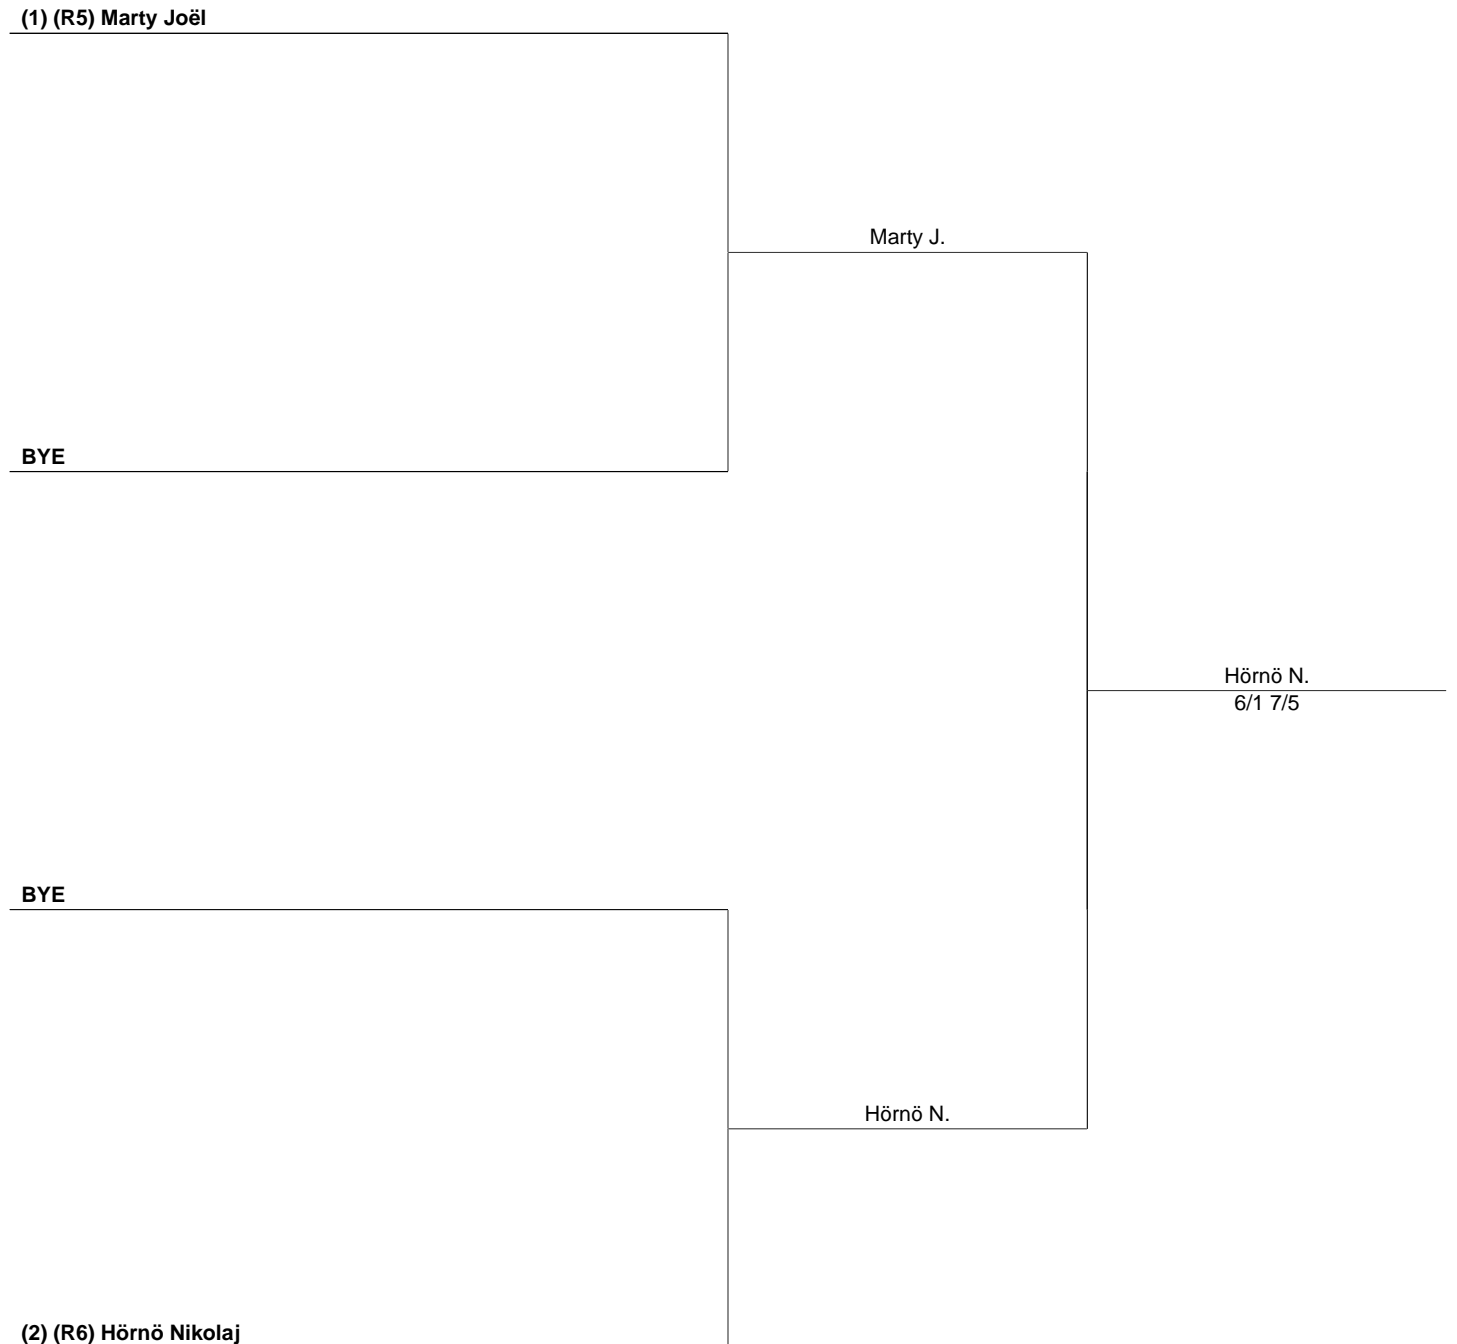 (1) (R5) Marty Joël
Marty J.
BYE
Hörnö N.
6/1 7/5
BYE
Hörnö N.
(2) (R6) Hörnö Nikolaj